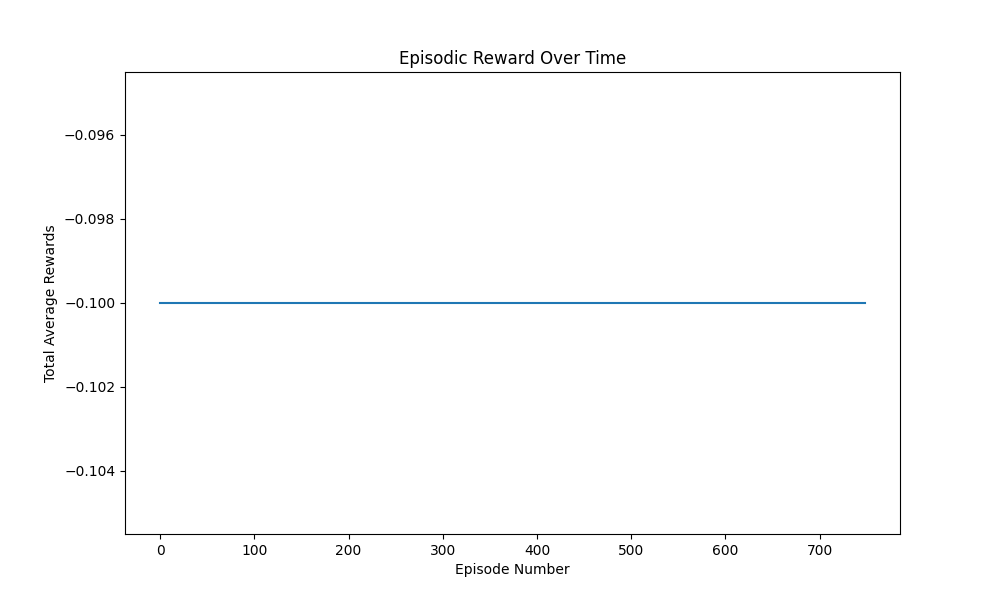 Episodic Reward Over Time
Total Average Rewards
−0.096
−0.098
−0.100
−0.102
−0.104
0 100 200 300 400 500 600 700
Episode Number